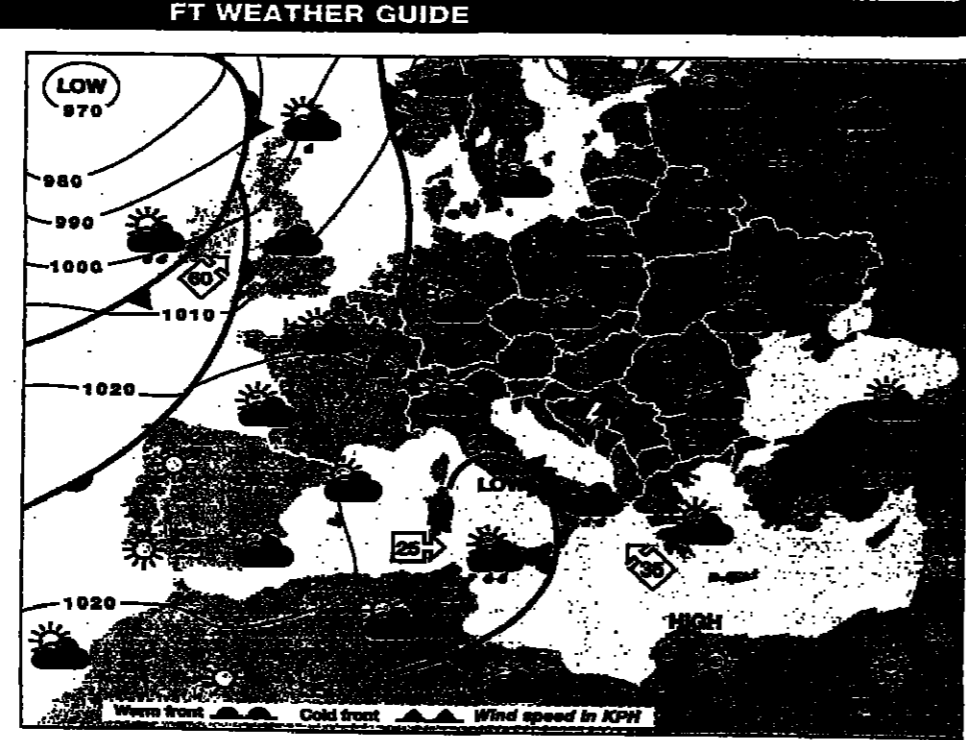 FT WEATHER GUIDE
LOW
970
980
990
1000
60
1010
1020
LOW
25
35
1020
HIGH
Warm front Cold front Wind speed in KPH